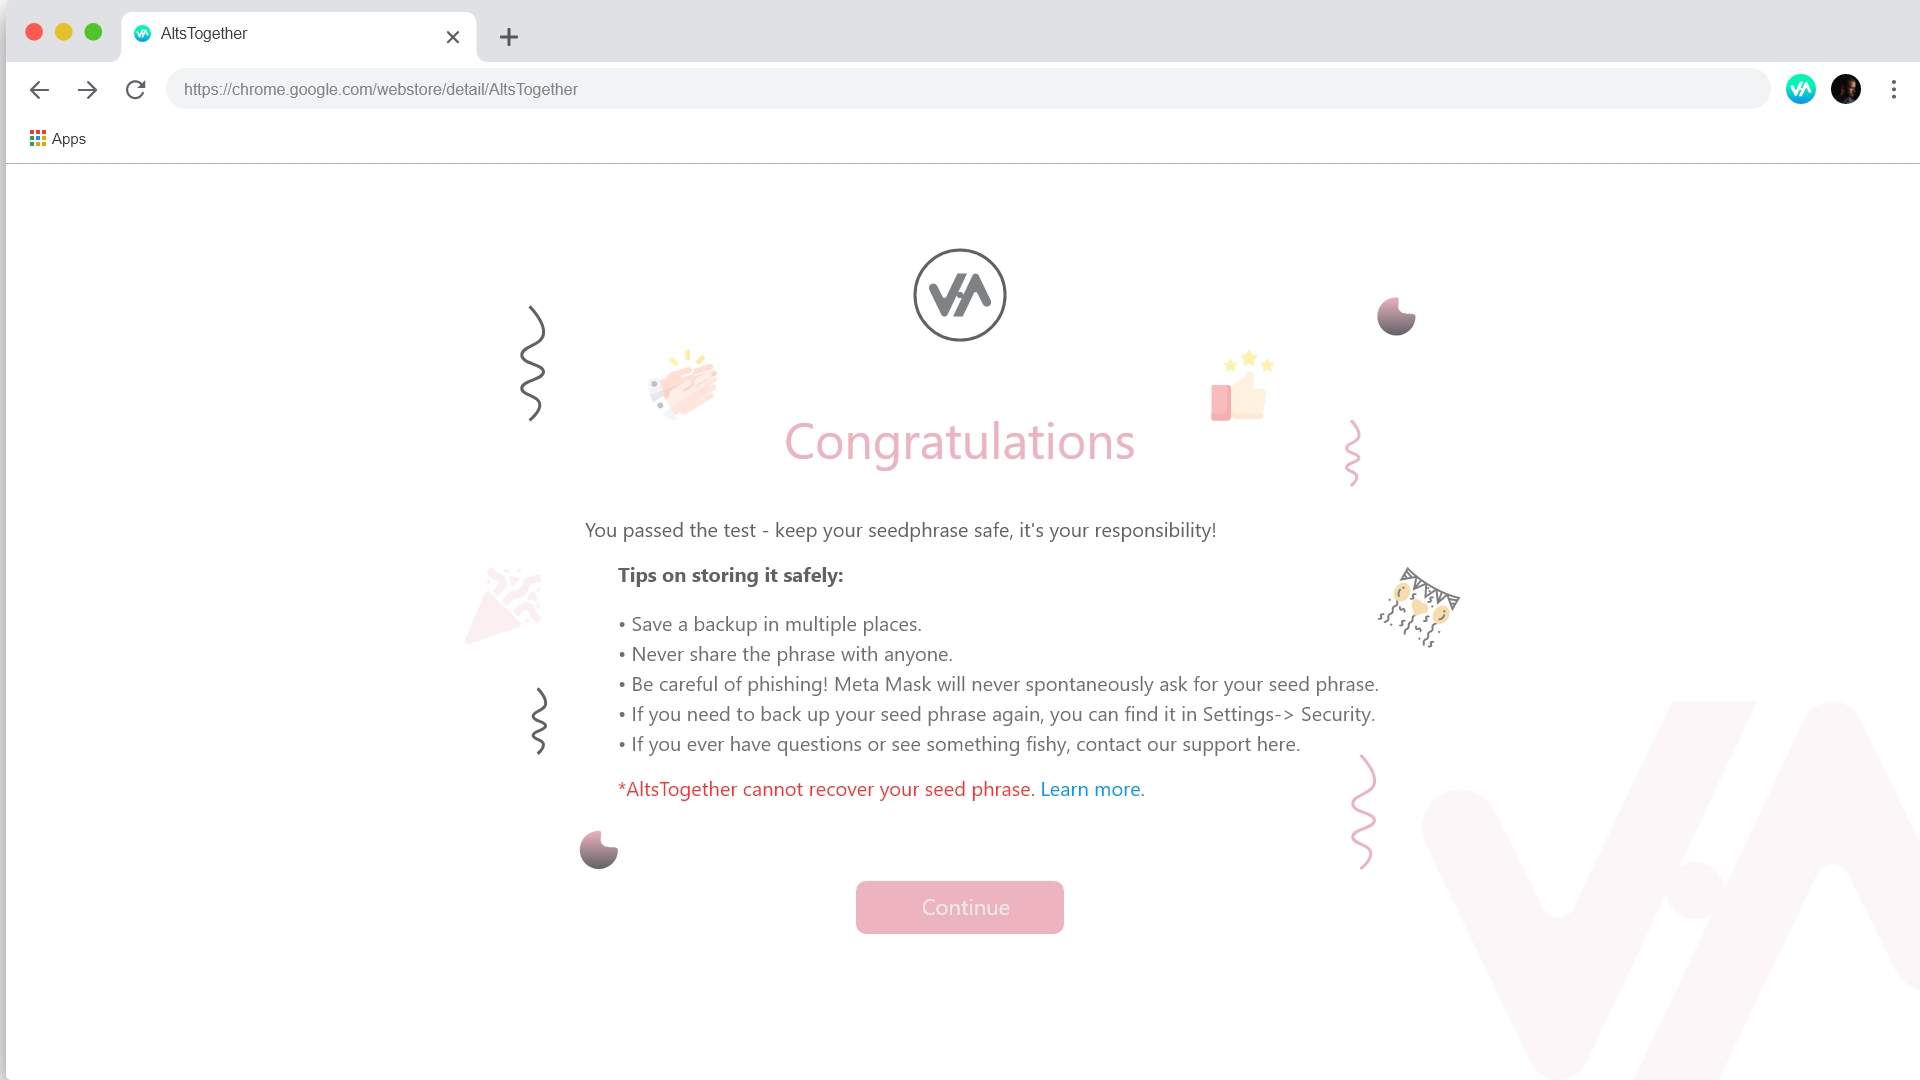 AltsTogether
https://chrome.google.com/webstore/detail/AltsTogether
Apps
Congratulations
You passed the test - keep your seedphrase safe, it's your responsibility!
Tips on storing it safely:
• Save a backup in multiple places.
• Never share the phrase with anyone.
• Be careful of phishing! Meta Mask will never spontaneously ask for your seed phrase.
• If you need to back up your seed phrase again, you can find it in Settings-> Security.
• If you ever have questions or see something fishy, contact our support here.
*AltsTogether cannot recover your seed phrase. Learn more.
Continue